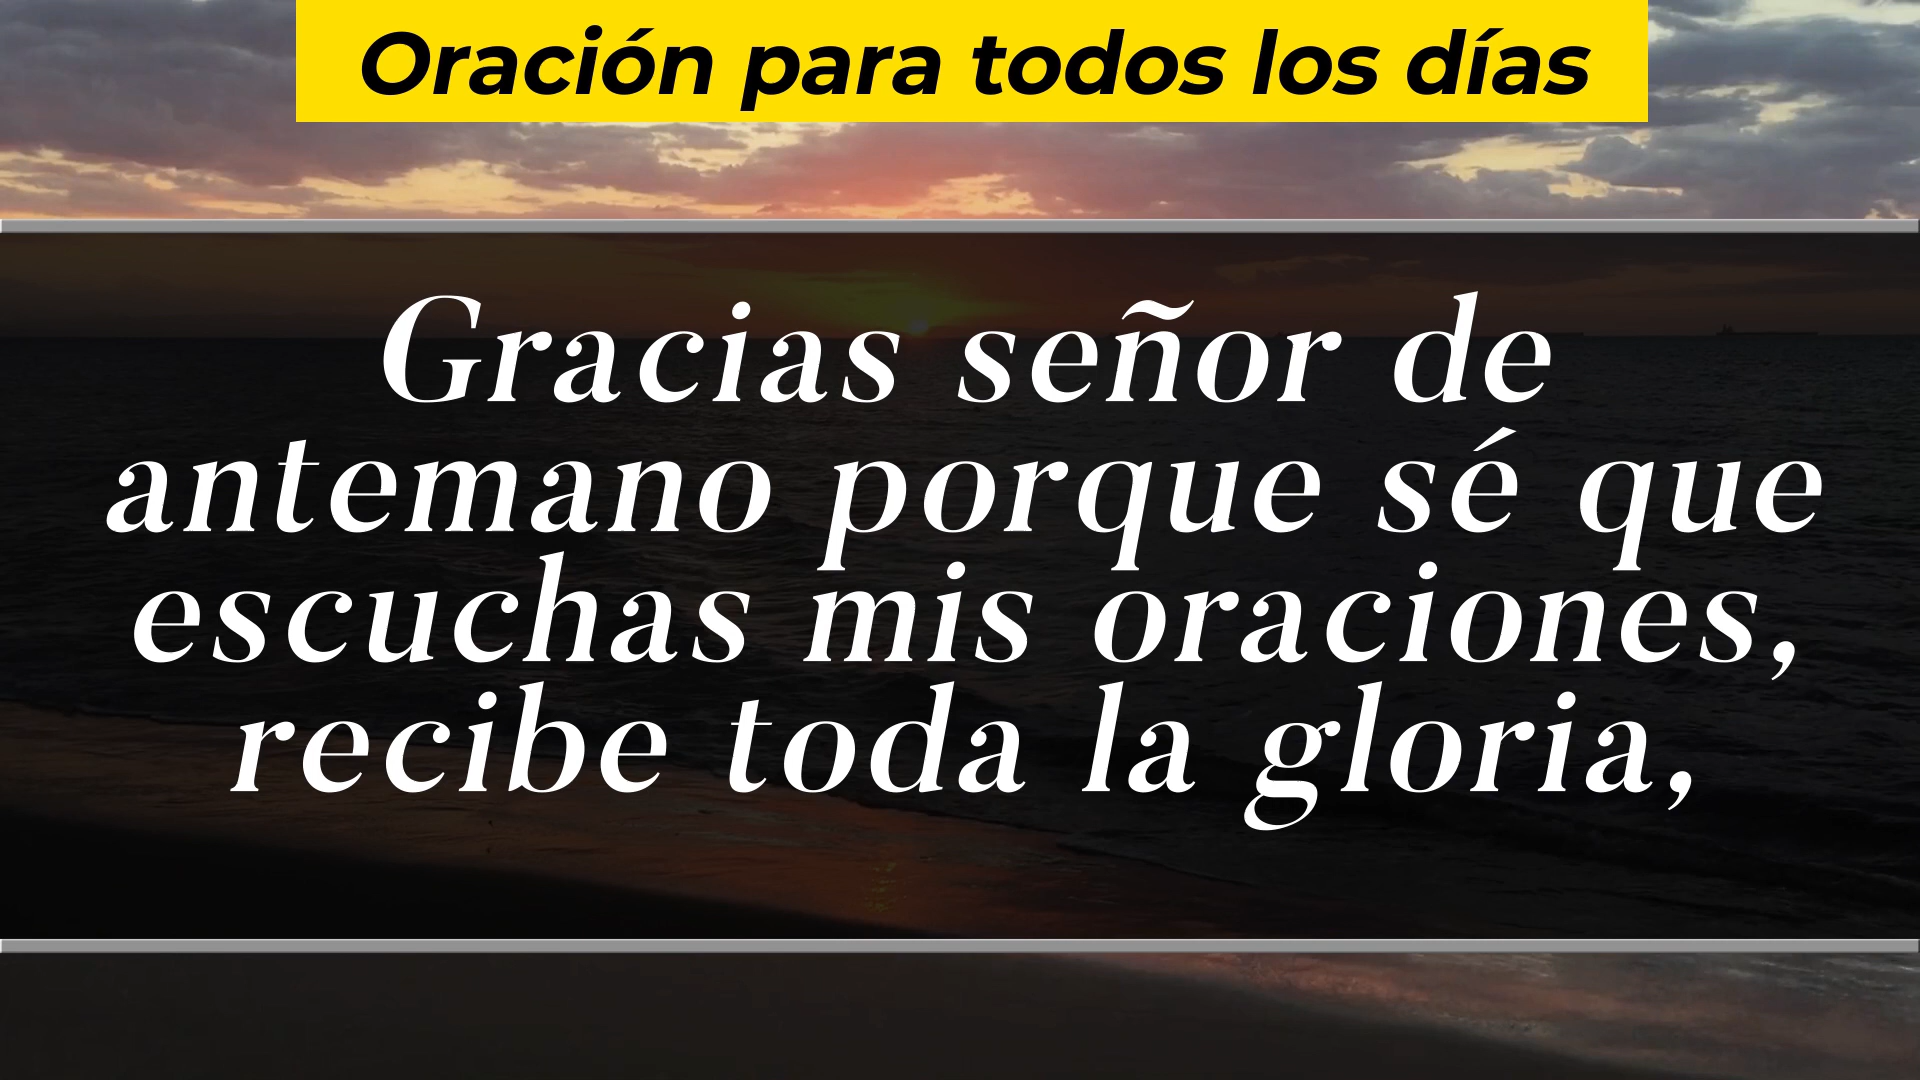 Oración para todos los días
Gracias señor de
antemano porque sé que
escuchas mis oraciones,
recibe toda la gloria,